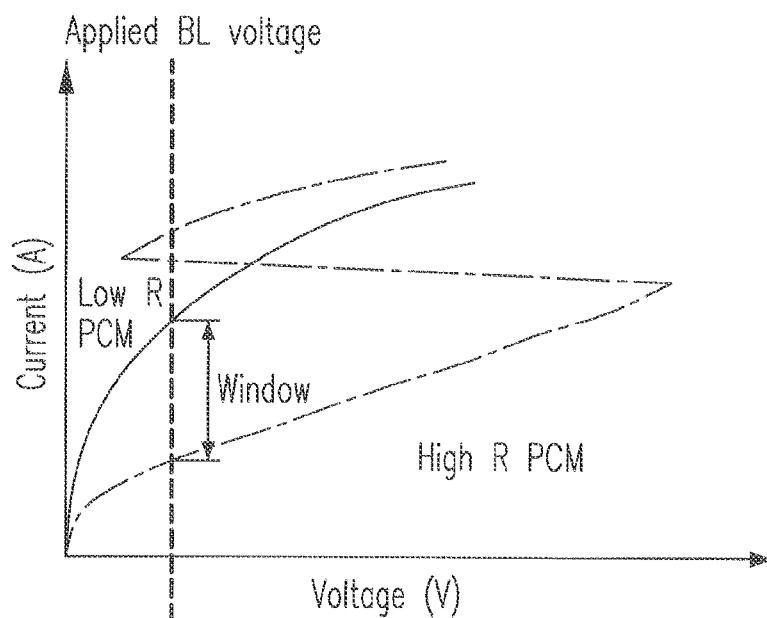 Applied BL voltage
Current (A)
Low R
PCM
Window
High R PCM
Voltage (V)